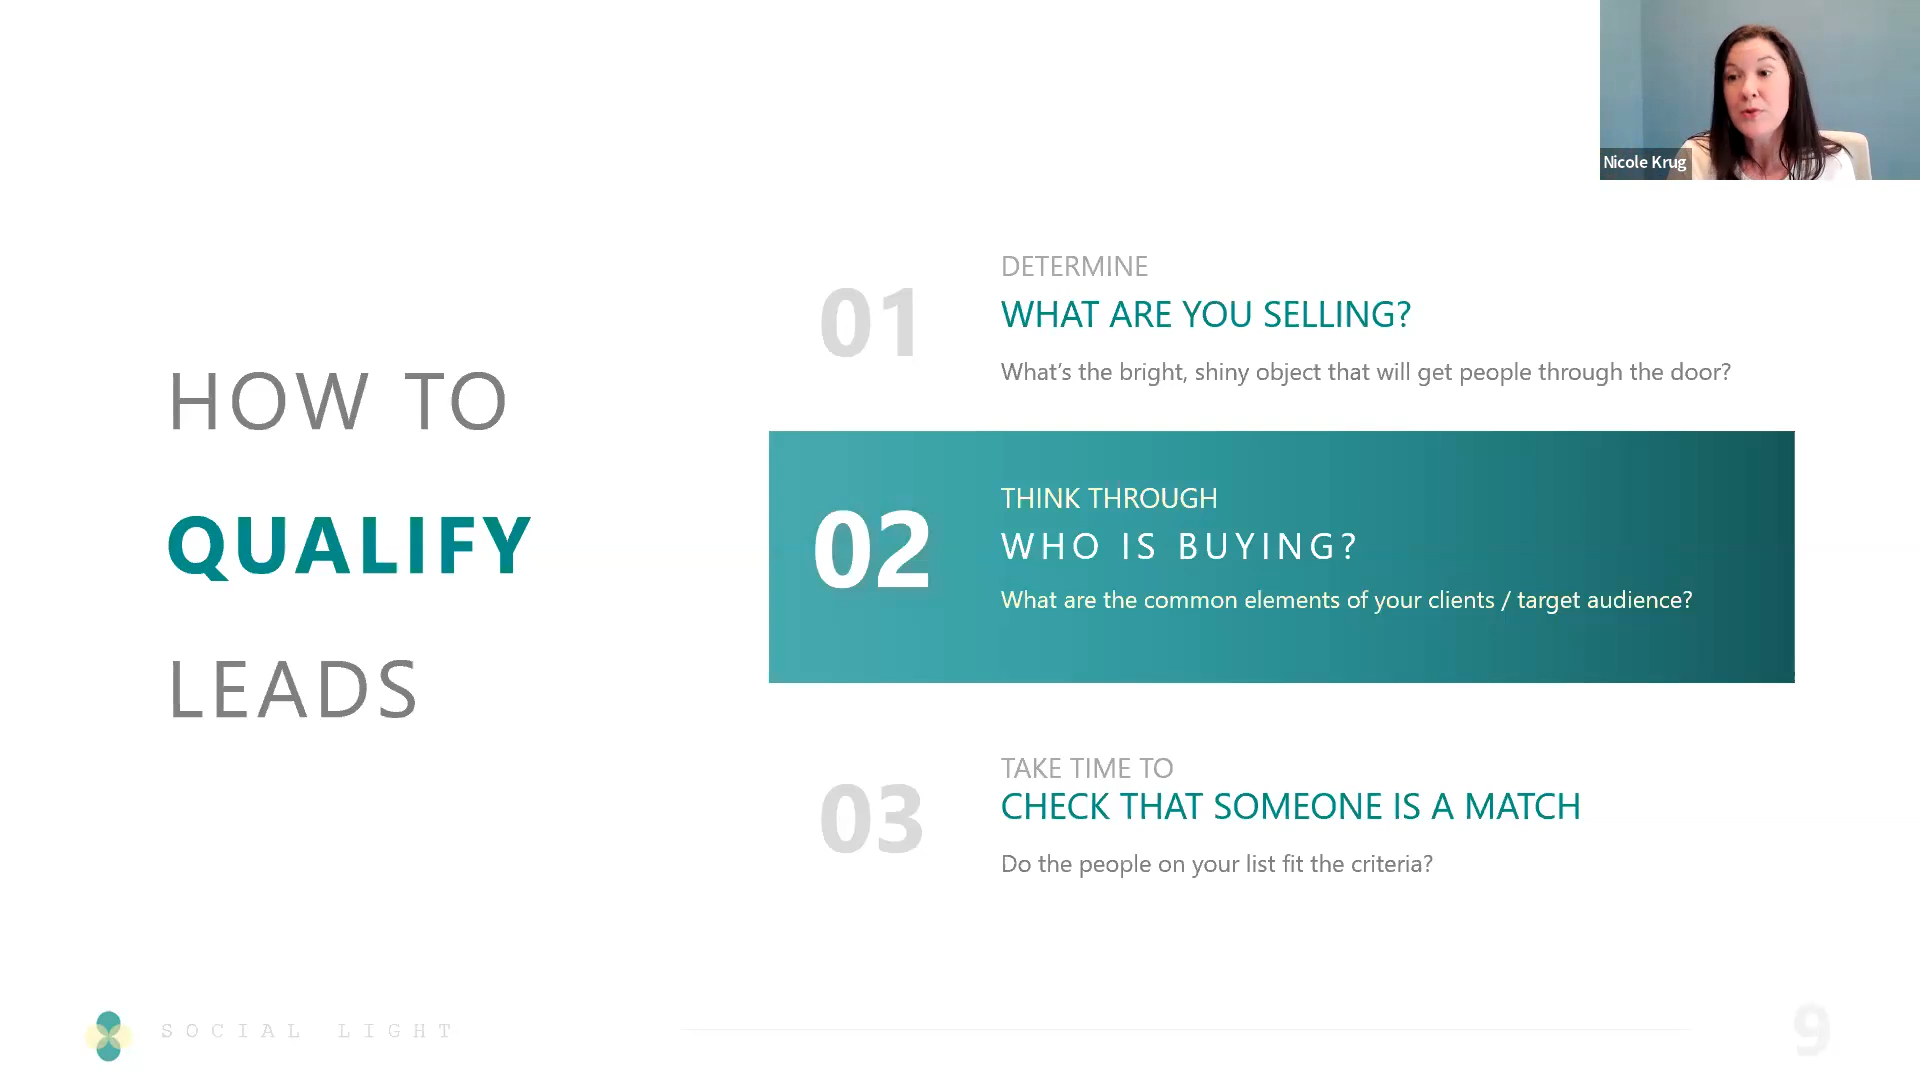 Nicole Krug
HOW TO
QUALIFY
LEADS
01
DETERMINE
WHAT ARE YOU SELLING?
What's the bright, shiny object that will get people through the door?
02
THINK THROUGH
WHO IS BUYING?
What are the common elements of your clients / target audience?
03
TAKE TIME TO
CHECK THAT SOMEONE IS A MATCH
Do the people on your list fit the criteria?
SOCIAL LIGHT
9